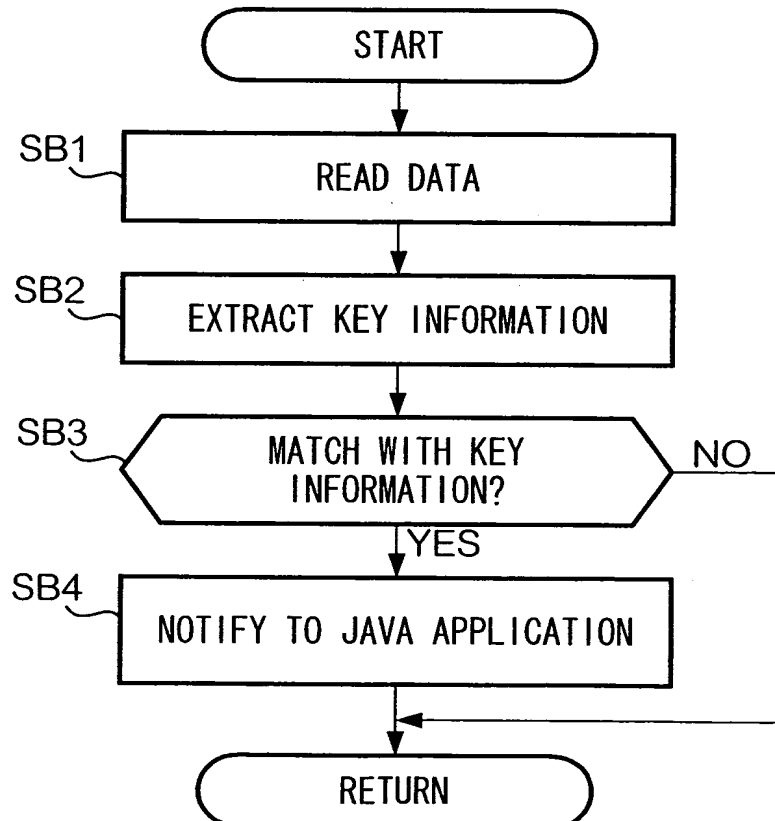 START
SB1
READ DATA
SB2
EXTRACT KEY INFORMATION
SB3
MATCH WITH KEY
INFORMATION?
NO
YES
SB4
NOTIFY TO JAVA APPLICATION
RETURN